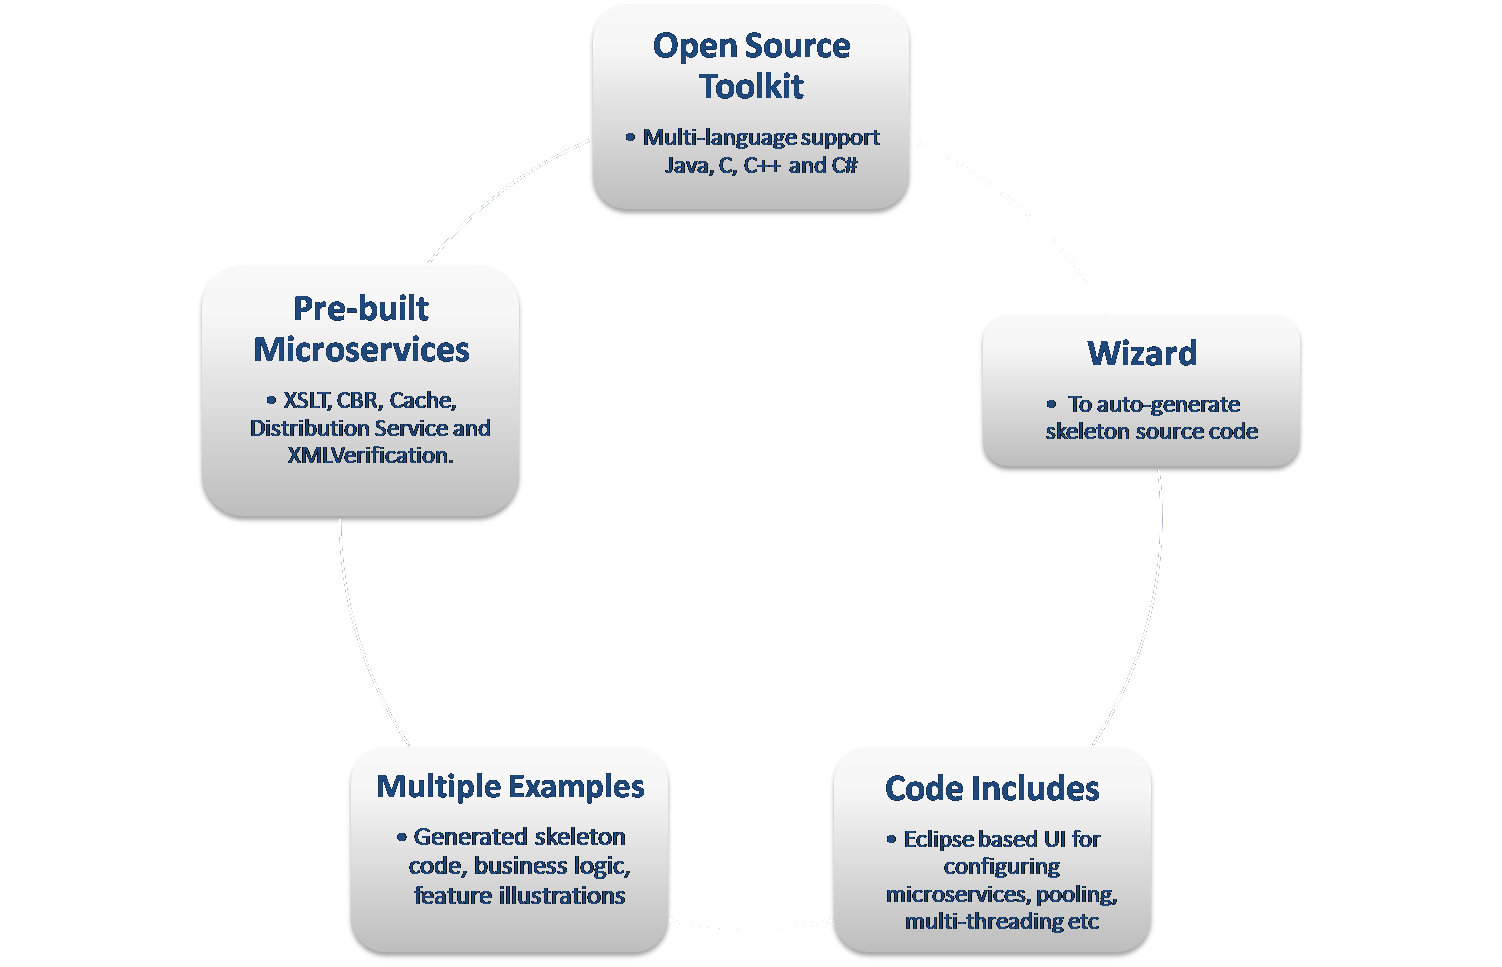 Open Source
Toolkit
• Multi-language support
Java, C, C++ and C#
Wizard
• To auto-generate
skeleton source code
Code Includes
• Eclipse based UI for
configuring
microservices, pooling,
multi-threading etc
Multiple Examples
• Generated skeleton
code, business logic,
feature illustrations
Pre-built
Microservices
• XSLT, CBR, Cache,
Distribution Service and
XMLVerification.